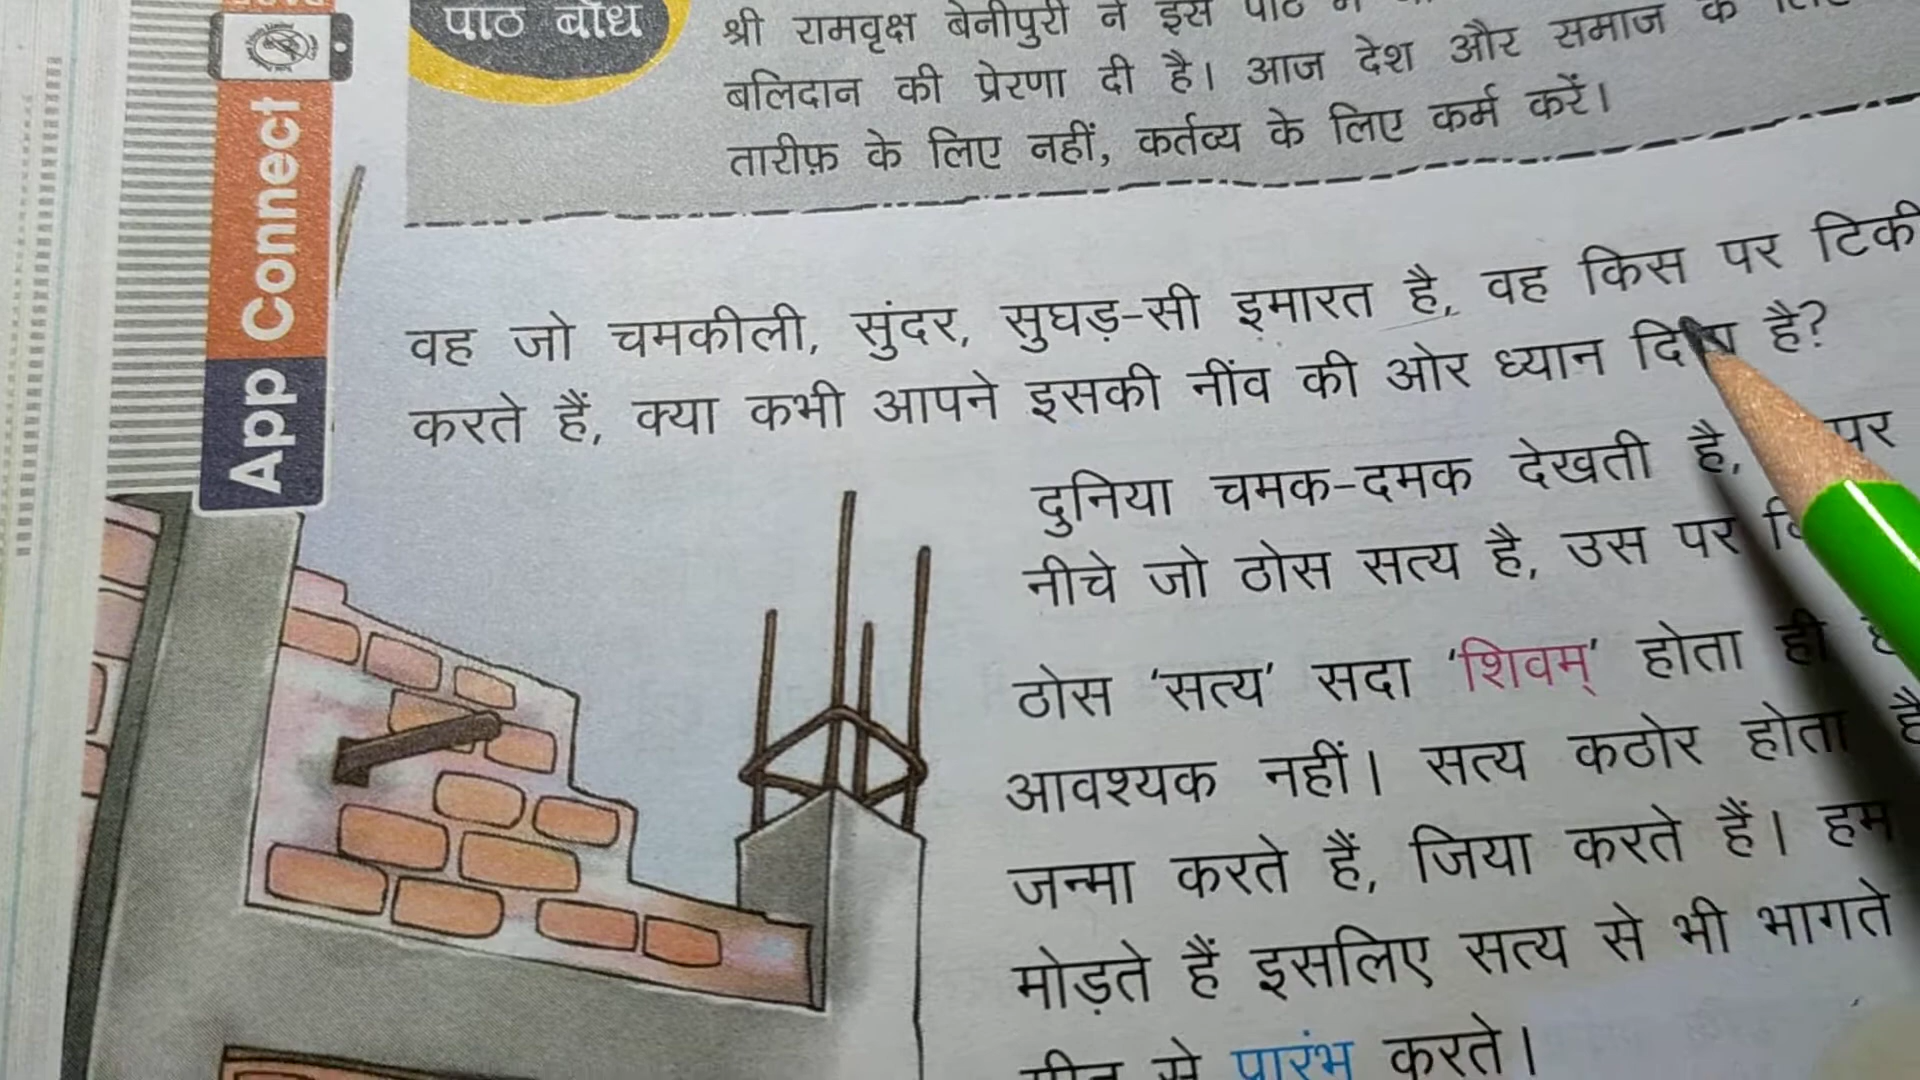 App Connect
पाठ बोध
श्री रामवृक्ष बेनीपुरी ने इस पाठ में
बलिदान की प्रेरणा दी है। आज देश और समाज के लिए
तारीफ़ के लिए नहीं, कर्तव्य के लिए कर्म करें।
वह जो चमकीली, सुंदर, सुघड़-सी इमारत है, वह किस पर टिकी
करते हैं, क्या कभी आपने इसकी नींव की ओर ध्यान दिया है?
दुनिया चमक-दमक देखती है, पर
नीचे जो ठोस सत्य है, उस पर
ठोस 'सत्य' सदा 'शिवम्' होता ही
आवश्यक नहीं। सत्य कठोर होता है
जन्मा करते हैं, जिया करते हैं। हम
मोड़ते हैं इसलिए सत्य से भी भागते
से प्रारंभ करते।